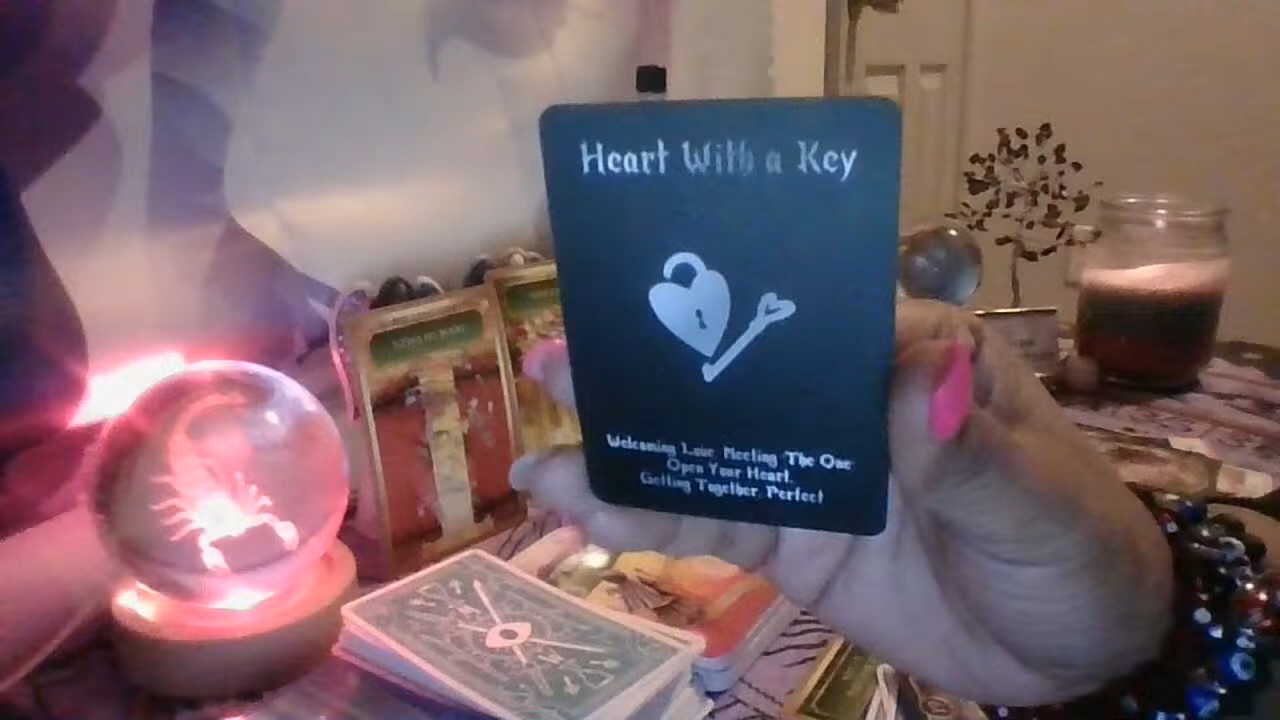 Heart With a Key
Welcoming Love, Meeting The One
Open Your Heart,
Getting Together, Perfect